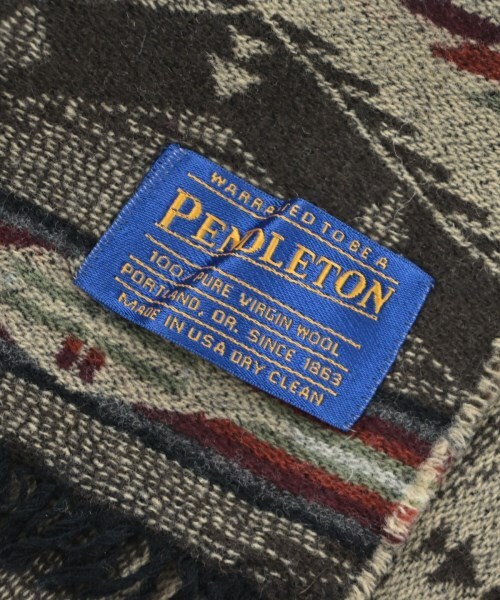 WARRANTED TO BE A
PENDLETON
100% PURE VIRGIN WOOL
PORTLAND, OR. SINCE 1863
MADE IN USA DRY CLEAN